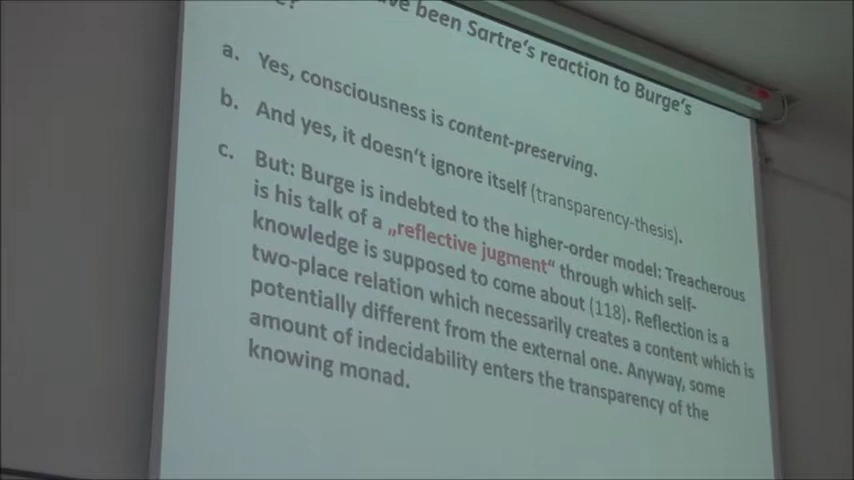 been Sartre's reaction to Burge's
a. Yes, consciousness is content-preserving.
b. And yes, it doesn't ignore itself (transparency-thesis).
c. But: Burge is indebted to the higher-order model: Treacherous
is his talk of a „reflective jugment“ through which self-
knowledge is supposed to come about (118). Reflection is a
two-place relation which necessarily creates a content which is
potentially different from the external one. Anyway, some
amount of indecidability enters the transparency of the
knowing monad.